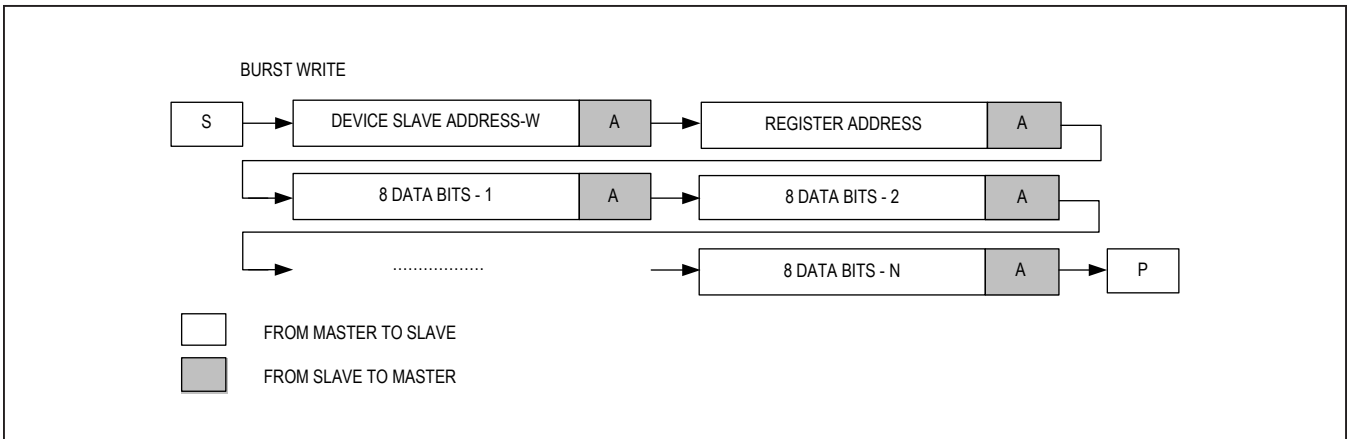 BURST WRITE
S DEVICE SLAVE ADDRESS-W A REGISTER ADDRESS A
8 DATA BITS - 1 A 8 DATA BITS - 2 A
.................. 8 DATA BITS - N A P
FROM MASTER TO SLAVE
FROM SLAVE TO MASTER